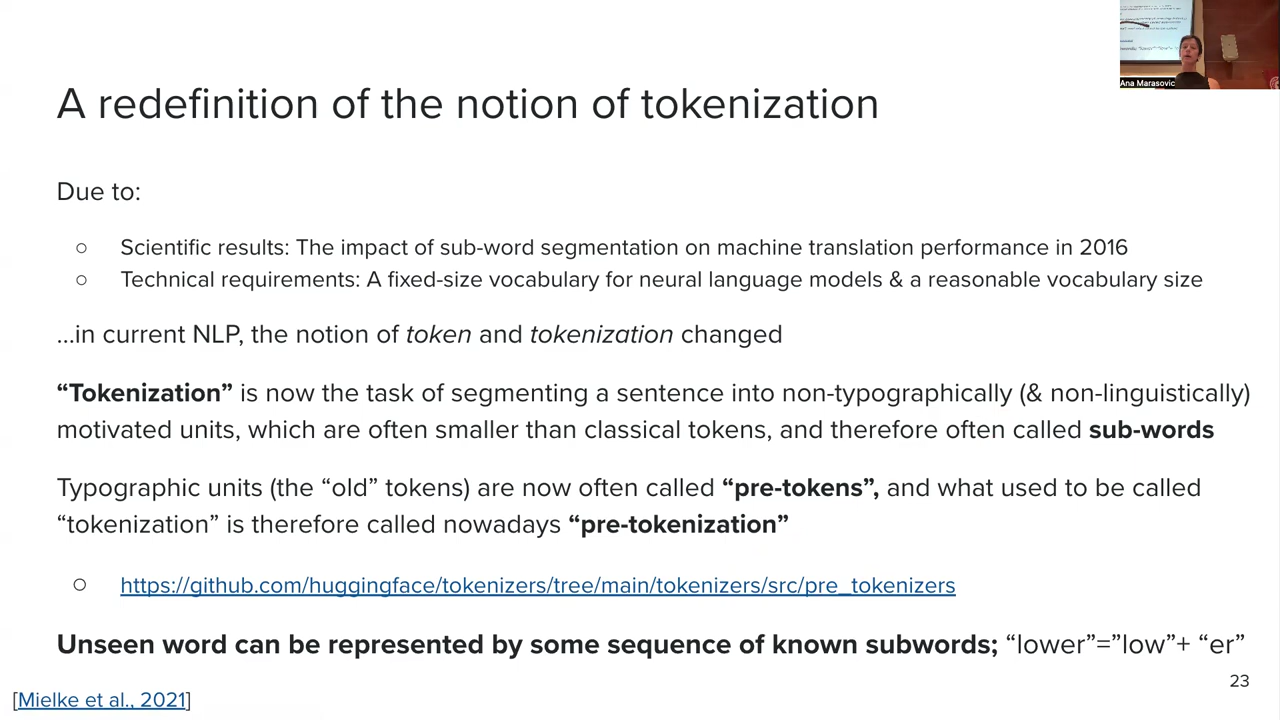 Ana Marasovic
A redefinition of the notion of tokenization
Due to:
○ Scientific results: The impact of sub-word segmentation on machine translation performance in 2016
○ Technical requirements: A fixed-size vocabulary for neural language models & a reasonable vocabulary size
...in current NLP, the notion of token and tokenization changed
“Tokenization” is now the task of segmenting a sentence into non-typographically (& non-linguistically)
motivated units, which are often smaller than classical tokens, and therefore often called sub-words
Typographic units (the “old” tokens) are now often called “pre-tokens”, and what used to be called
“tokenization” is therefore called nowadays “pre-tokenization”
○ https://github.com/huggingface/tokenizers/tree/main/tokenizers/src/pre_tokenizers
Unseen word can be represented by some sequence of known subwords; “lower”=”low”+ “er”
23
[Mielke et al., 2021]